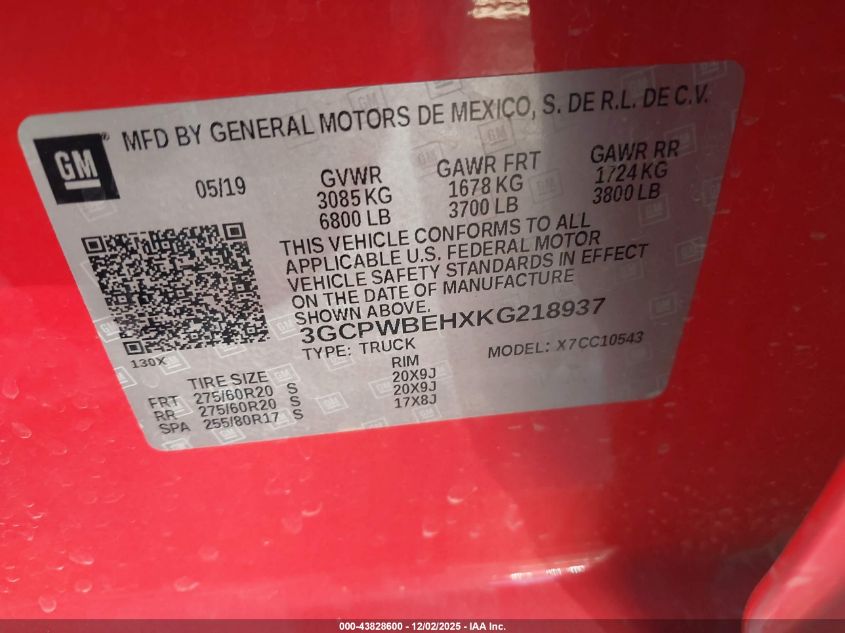 GM
®
MFD BY GENERAL MOTORS DE MEXICO, S. DE R.L. DE C.V.
05/19
GVWR
3085 KG
6800 LB
GAWR FRT
1678 KG
3700 LB
GAWR RR
1724 KG
3800 LB
THIS VEHICLE CONFORMS TO ALL
APPLICABLE U.S. FEDERAL MOTOR
VEHICLE SAFETY STANDARDS IN EFFECT
ON THE DATE OF MANUFACTURE
SHOWN ABOVE.
3GCPWBEHXKG218937
TYPE: TRUCK
MODEL: X7CC10543
130X
TIRE SIZE RIM
FRT 275/60R20 S 20X9J
RR 275/60R20 S 20X9J
SPA 255/80R17 S 17X8J
000-43828600 - 12/02/2025 - IAA Inc.